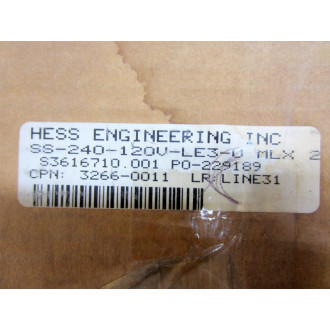 HESS ENGINEERING INC
SS-240-120V-LE3-0 MLX 2
S3616710.001 PO-229189
CPN: 3266-0011 LR LINE31